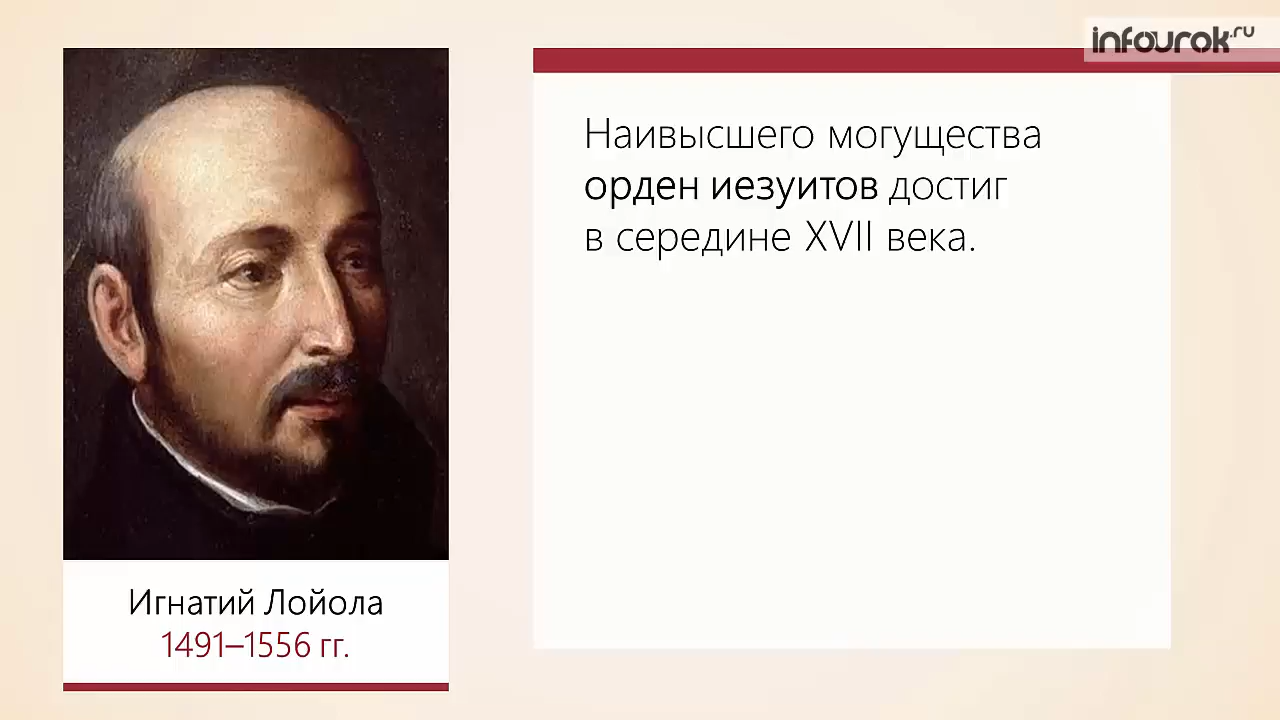 infourok.ru
Наивысшего могущества
орден иезуитов достиг
в середине XVII века.
Игнатий Лойола
1491–1556 гг.